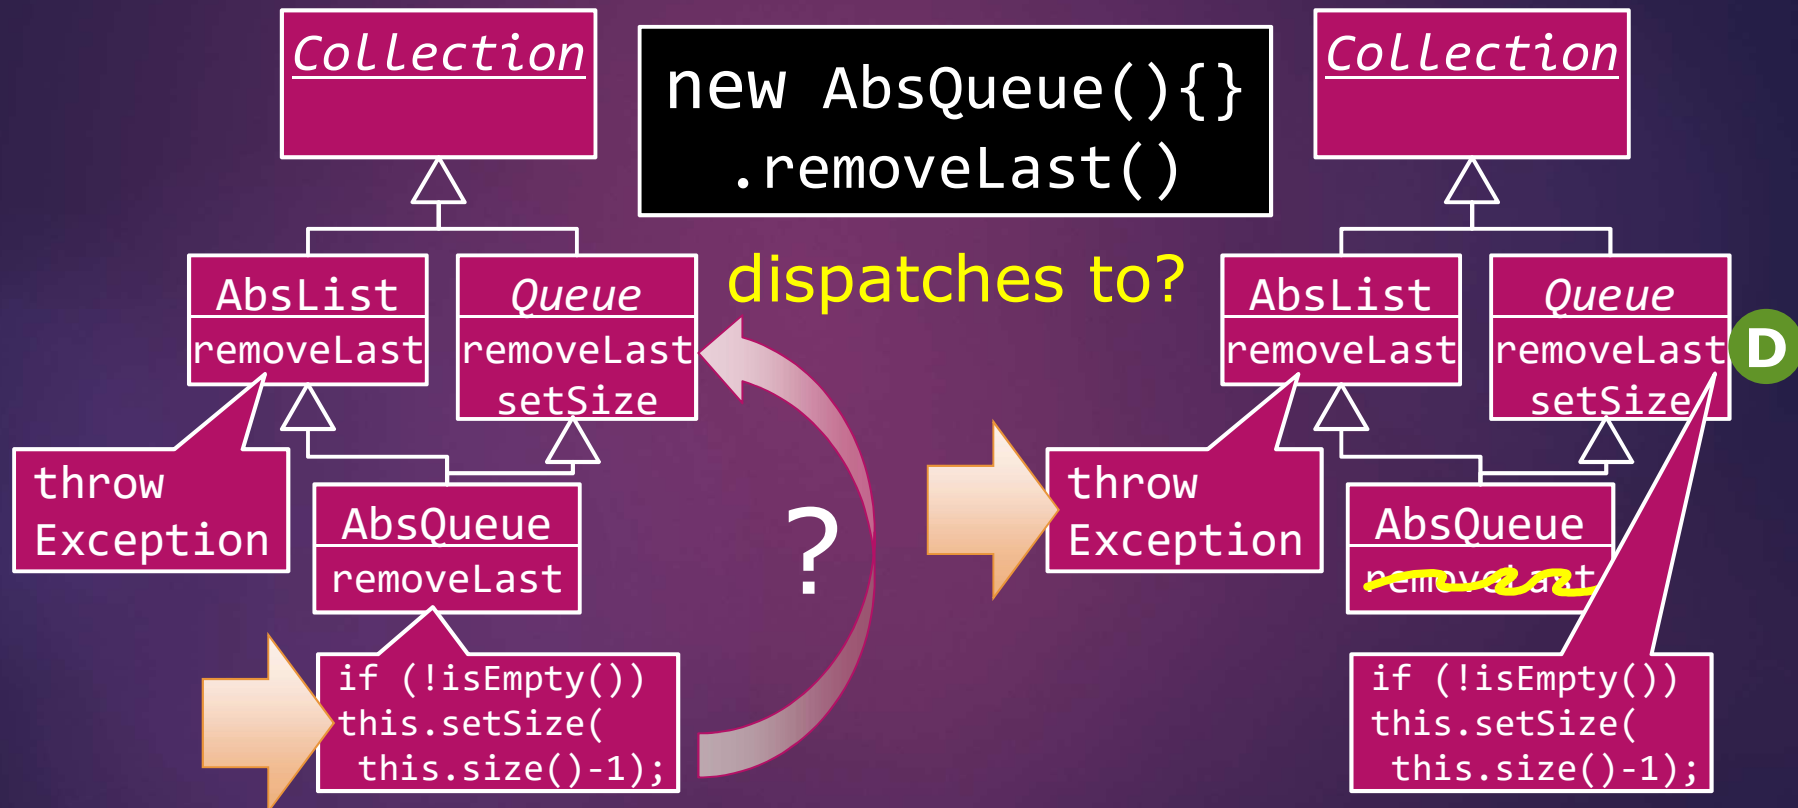 Collection
AbsList
removeLast
Queue
removeLast
setSize
throw
Exception
AbsQueue
removeLast
if (!isEmpty())
this.setSize(
this.size()-1);
new AbsQueue(){}
.removeLast()
dispatches to?
?
Collection
AbsList
removeLast
Queue
removeLast
setSize
D
throw
Exception
AbsQueue
removeLast
if (!isEmpty())
this.setSize(
this.size()-1);